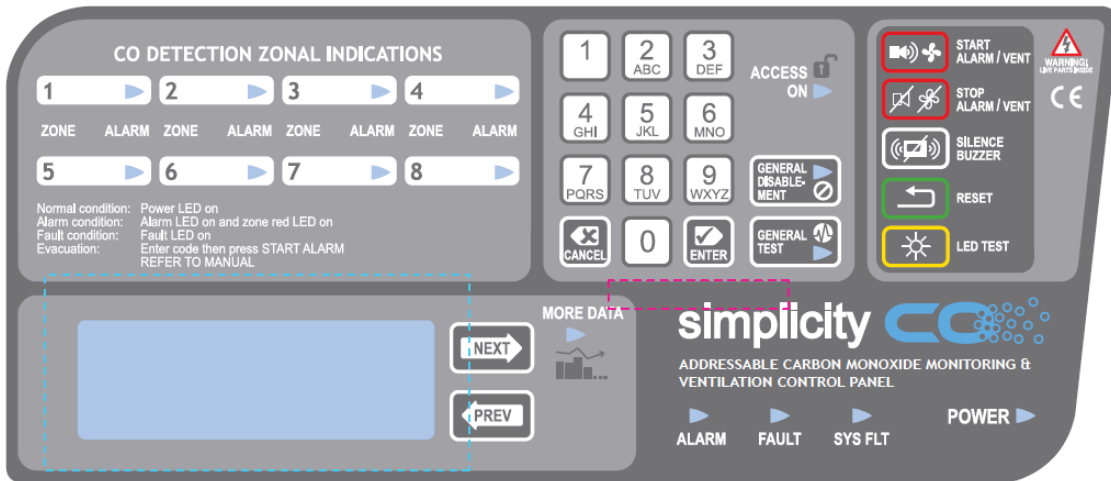 CO DETECTION ZONAL INDICATIONS
1 2 3 4
ZONE ALARM ZONE ALARM ZONE ALARM ZONE ALARM
5 6 7 8
Normal condition: Power LED on
Alarm condition: Alarm LED on and zone red LED on
Fault condition: Fault LED on
Evacuation: Enter code then press START ALARM
REFER TO MANUAL
1
2
ABC
3
DEF
4
GHI
5
JKL
6
MNO
7
PQRS
8
TUV
9
WXYZ
CANCEL
0
ENTER
ACCESS
ON
GENERAL
DISABLE-
MENT
GENERAL
TEST
START
ALARM / VENT
STOP
ALARM / VENT
SILENCE
BUZZER
RESET
LED TEST
WARNING!
LIVE PARTS INSIDE
CE
NEXT
PREV
MORE DATA
simplicity CO
ADDRESSABLE CARBON MONOXIDE MONITORING &
VENTILATION CONTROL PANEL
ALARM FAULT SYS FLT POWER